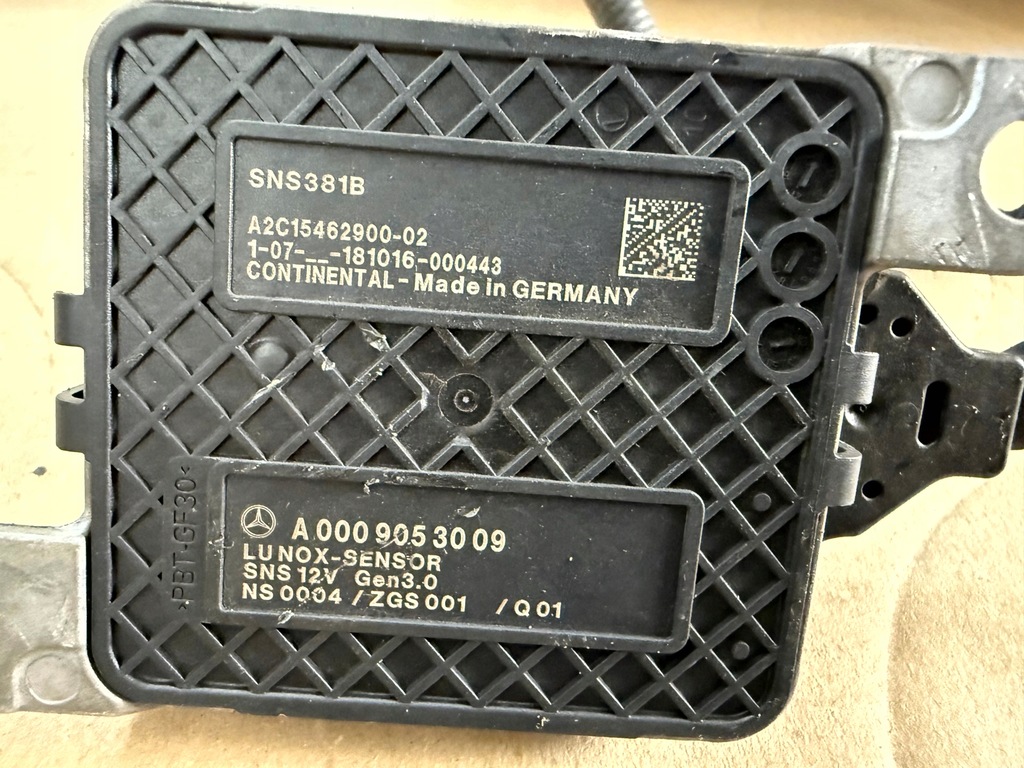 SNS381B
A2C15462900-02
1-07-__-181016-000443
CONTINENTAL - Made in GERMANY
>PBT-GF30<
A 000 905 30 09
LU NOX-SENSOR
SNS 12V Gen3.0
NS 0004 / ZGS 001 / Q 01